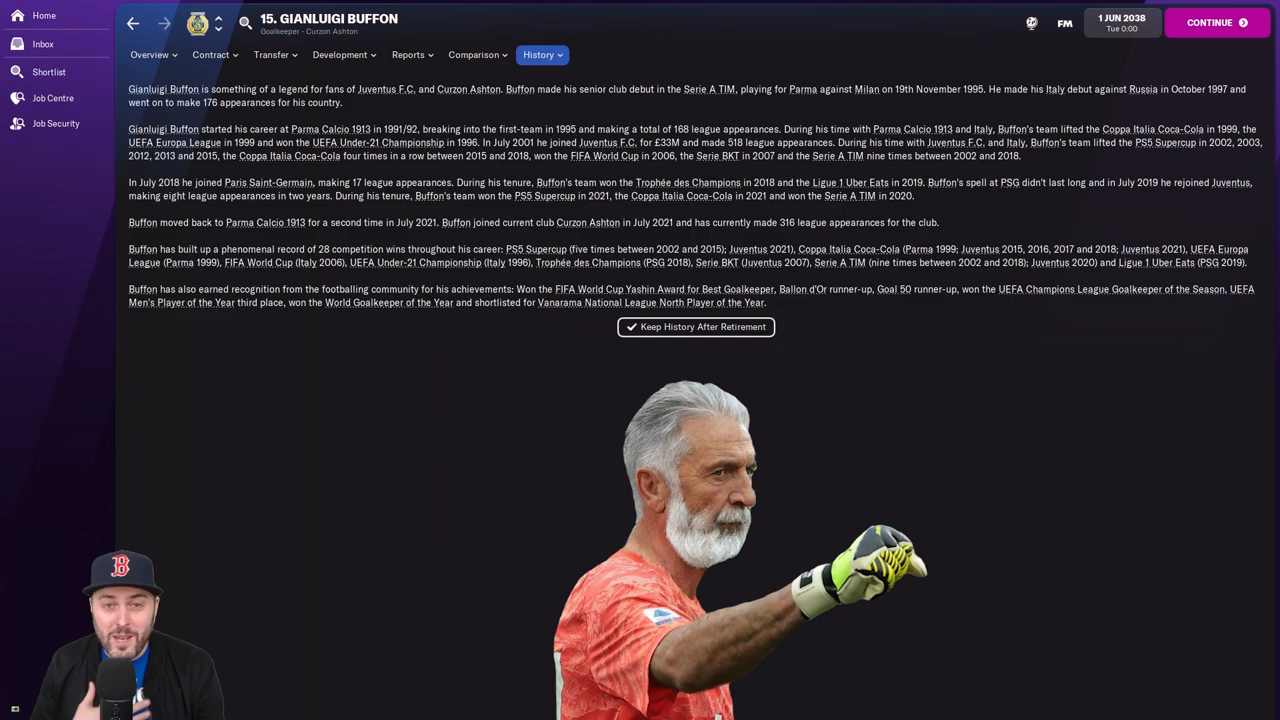 Home
Inbox
Shortlist
Job Centre
Job Security
15. GIANLUIGI BUFFON
Goalkeeper - Curzon Ashton
FM
1 JUN 2038
Tue 0:00
CONTINUE
Overview
Contract
Transfer
Development
Reports
Comparison
History
Gianluigi Buffon is something of a legend for fans of Juventus F.C, and Curzon Ashton. Buffon made his senior club debut in the Serie A TIM, playing for Parma against Milan on 19th November 1995. He made his Italy debut against Russia in October 1997 and
went on to make 176 appearances for his country.
Gianluigi Buffon started his career at Parma Calcio 1913 in 1991/92, breaking into the first-team in 1995 and making a total of 168 league appearances. During his time with Parma Calcio 1913 and Italy, Buffon's team lifted the Coppa Italia Coca-Cola in 1999, the
UEFA Europa League in 1999 and won the UEFA Under-21 Championship in 1996. In July 2001 he joined Juventus F.C, for £33M and made 518 league appearances. During his time with Juventus F.C, and Italy, Buffon's team lifted the PS5 Supercup in 2002, 2003,
2012, 2013 and 2015, the Coppa Italia Coca-Cola four times in a row between 2015 and 2018, won the FIFA World Cup in 2006, the Serie BKT in 2007 and the Serie A TIM nine times between 2002 and 2018.
In July 2018 he joined Paris Saint-Germain, making 17 league appearances. During his tenure, Buffon's team won the Trophée des Champions in 2018 and the Ligue 1 Uber Eats in 2019. Buffon's spell at PSG didn't last long and in July 2019 he rejoined Juventus,
making eight league appearances in two years. During his tenure, Buffon's team won the PS5 Supercup in 2021, the Coppa Italia Coca-Cola in 2021 and won the Serie A TIM in 2020.
Buffon moved back to Parma Calcio 1913 for a second time in July 2021. Buffon joined current club Curzon Ashton in July 2021 and has currently made 316 league appearances for the club.
Buffon has built up a phenomenal record of 28 competition wins throughout his career: PS5 Supercup (five times between 2002 and 2015); Juventus 2021), Coppa Italia Coca-Cola (Parma 1999; Juventus 2015, 2016, 2017 and 2018; Juventus 2021), UEFA Europa
League (Parma 1999), FIFA World Cup (Italy 2006), UEFA Under-21 Championship (Italy 1996), Trophée des Champions (PSG 2018), Serie BKT (Juventus 2007), Serie A TIM (nine times between 2002 and 2018); Juventus 2020) and Ligue 1 Uber Eats (PSG 2019).
Buffon has also earned recognition from the footballing community for his achievements: Won the FIFA World Cup Yashin Award for Best Goalkeeper, Ballon d'Or runner-up, Goal 50 runner-up, won the UEFA Champions League Goalkeeper of the Season, UEFA
Men's Player of the Year third place, won the World Goalkeeper of the Year and shortlisted for Vanarama National League North Player of the Year.
Keep History After Retirement
B